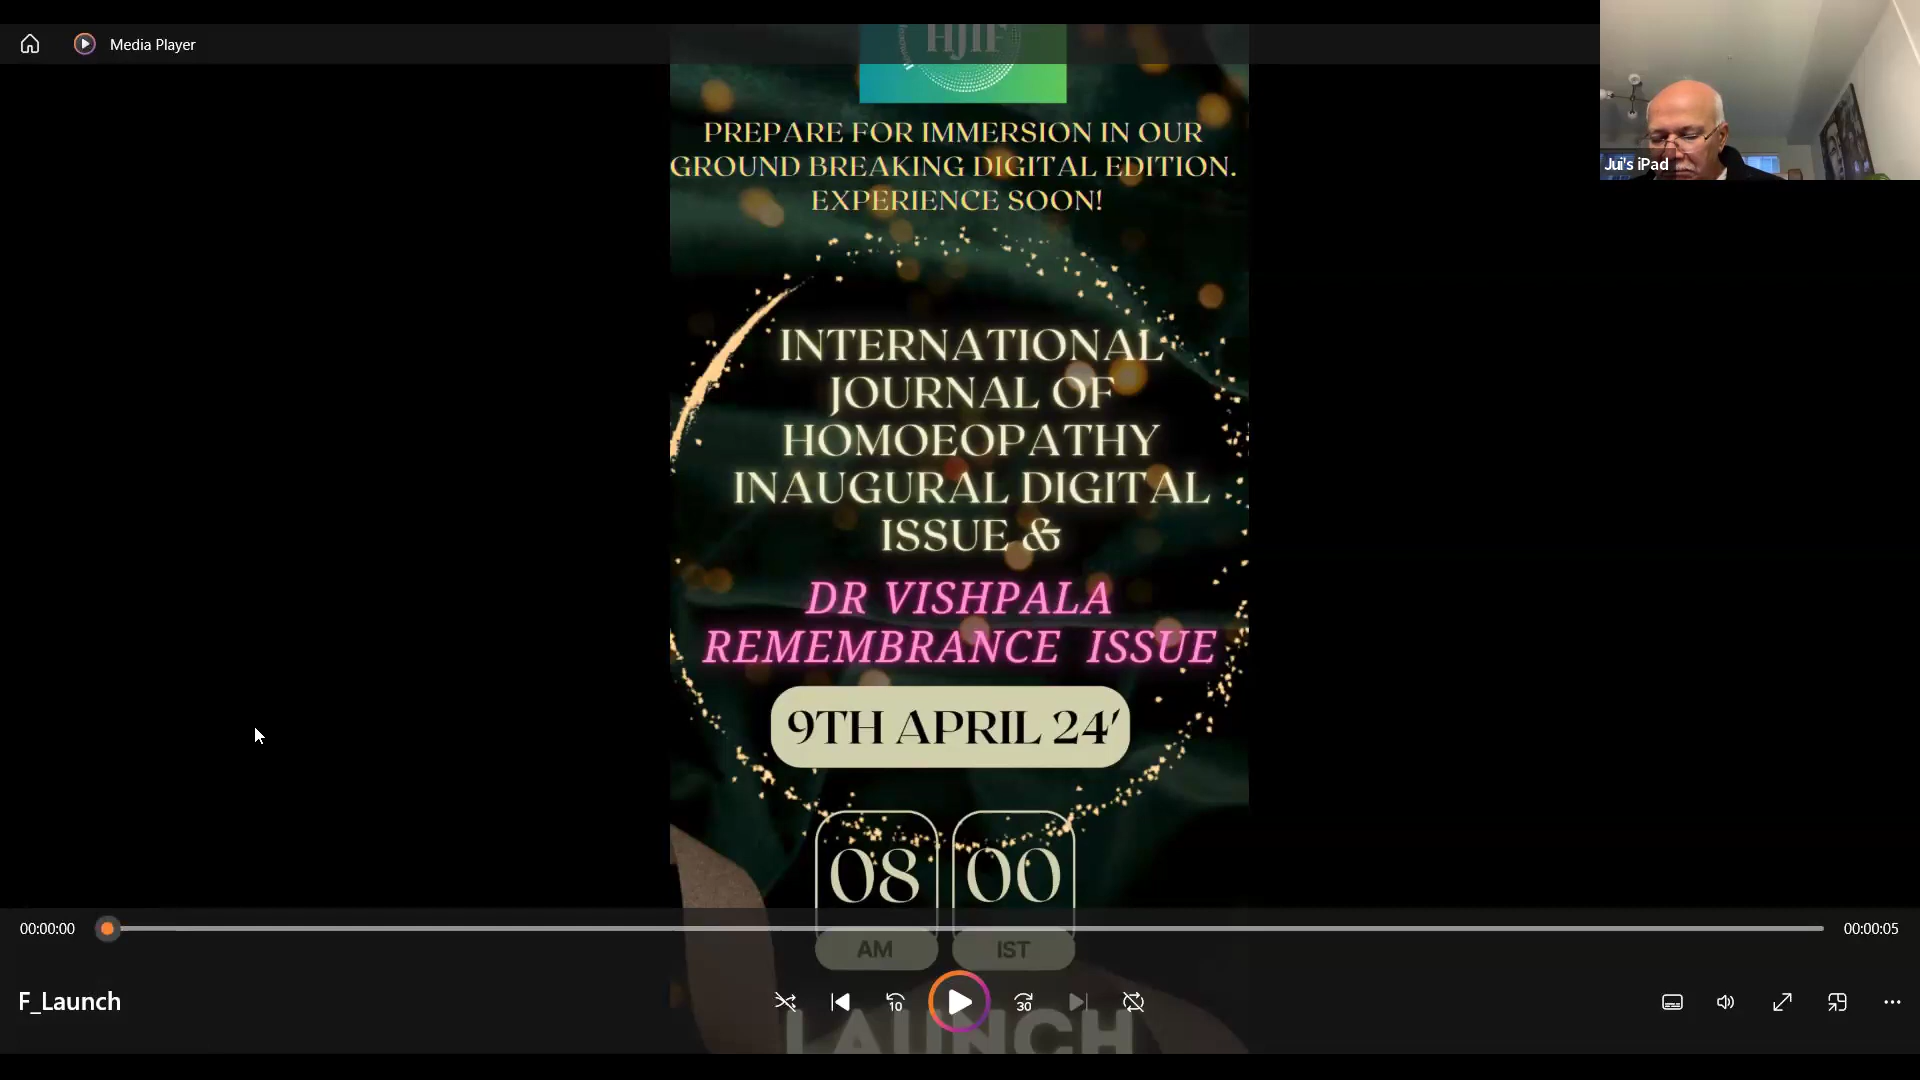 Media Player
HJIF
PREPARE FOR IMMERSION IN OUR
GROUND BREAKING DIGITAL EDITION.
EXPERIENCE SOON!
Jui's iPad
INTERNATIONAL
JOURNAL OF
HOMOEOPATHY
INAUGURAL DIGITAL
ISSUE &
DR VISHPALA
REMEMBRANCE ISSUE
9TH APRIL 24'
08 00
AM IST
00:00:00
00:00:05
F_Launch
10
30
LAUNCH